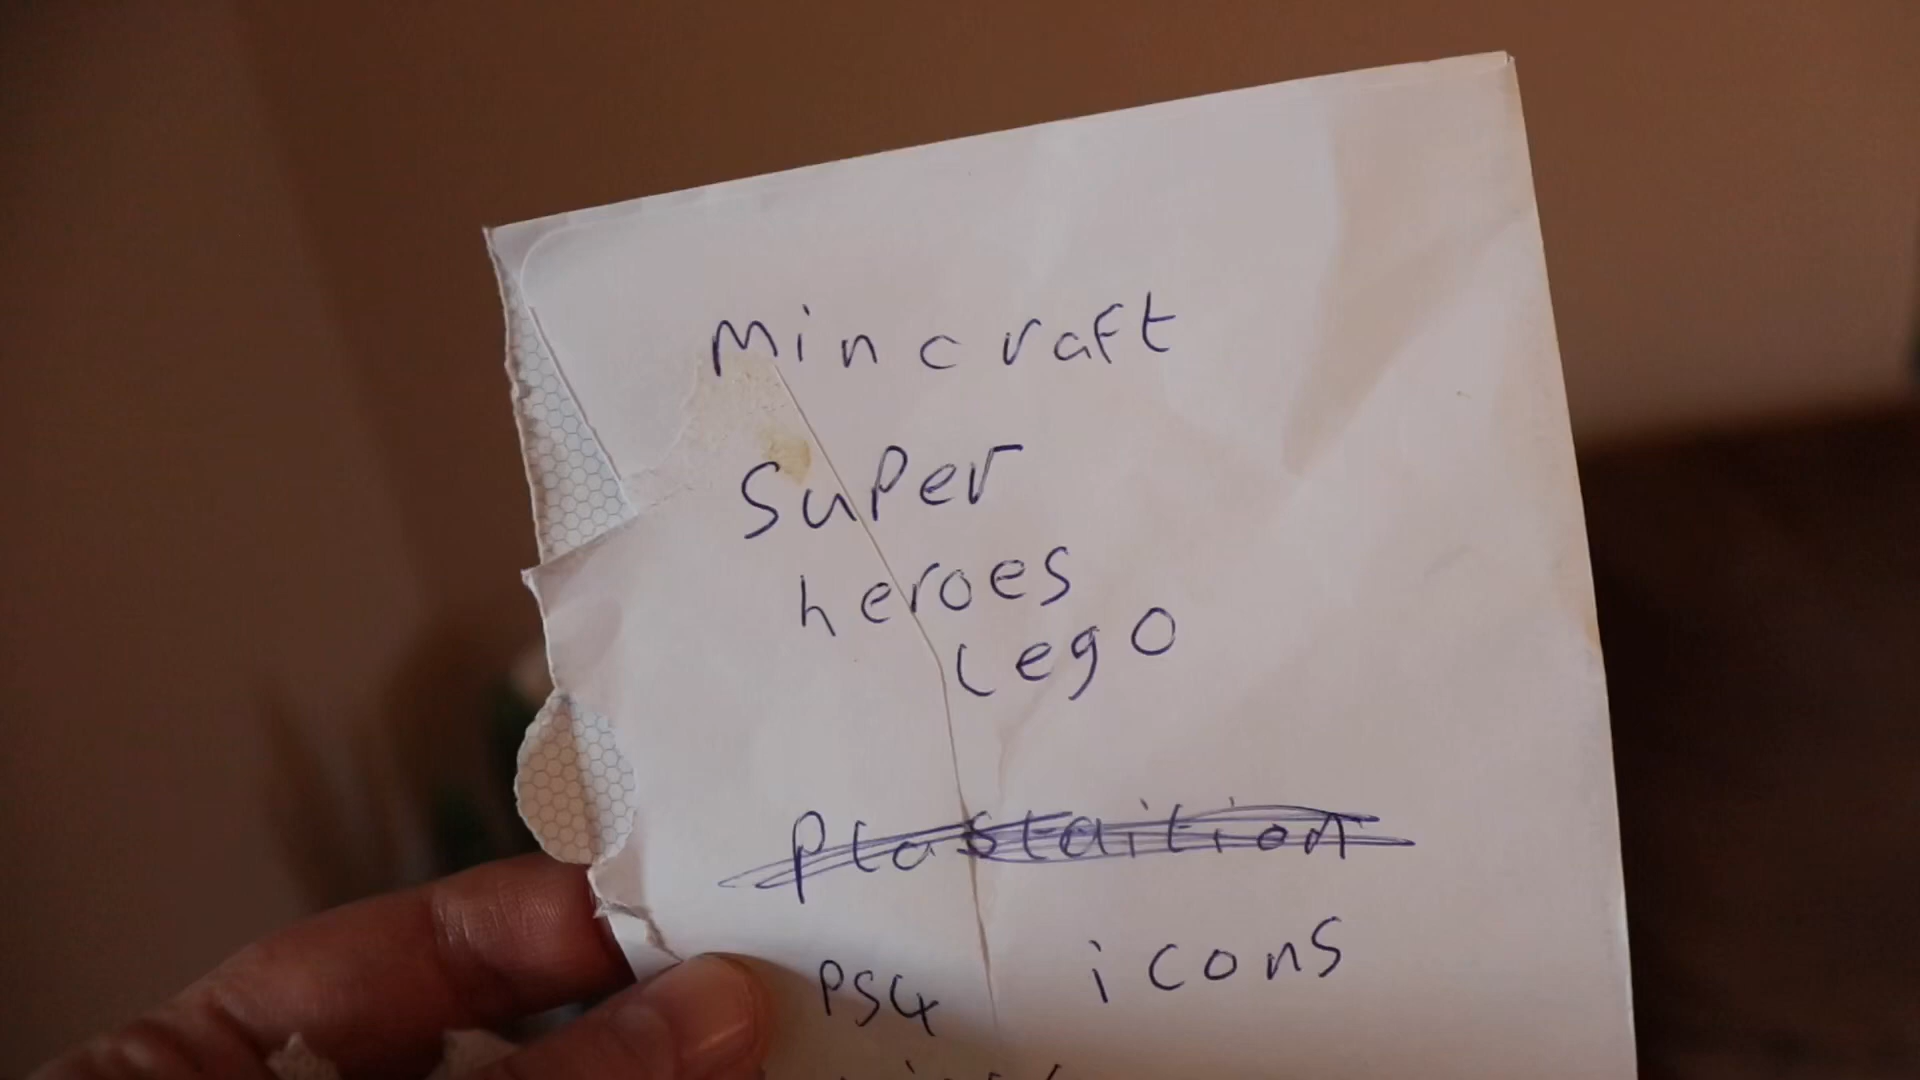 mincraft
Super
heroes
Lego
Plastaition
PS4 icons